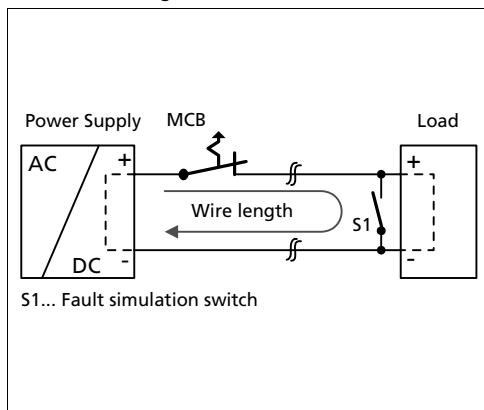 Power Supply MCB Load
AC + +
Wire length
S1
DC - -
S1... Fault simulation switch